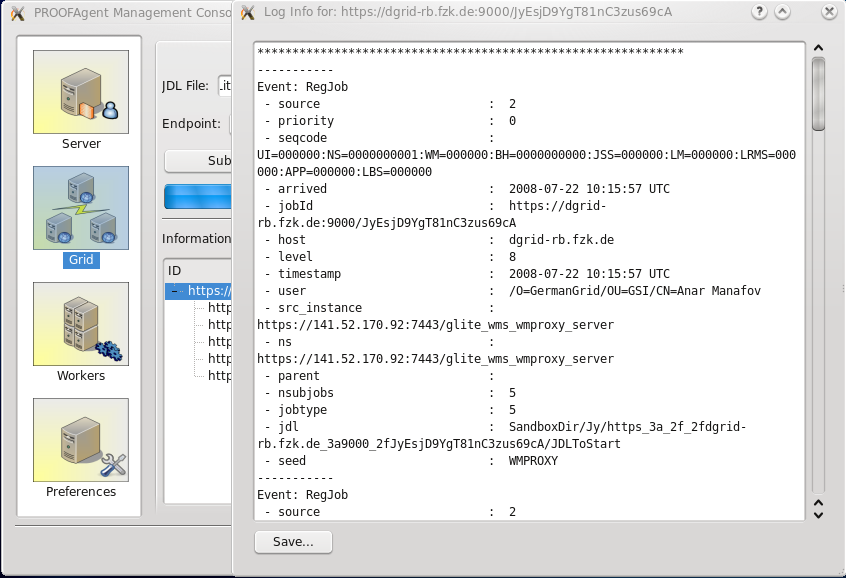 PROOFAgent Management Conso
Server
Grid
Workers
Preferences
JDL File:
Endpoint:
Sub
Information
ID
https://
http
http
http
http
http
Log Info for: https://dgrid-rb.fzk.de:9000/JyEsjD9YgT81nC3zus69cA
*************************************************************
-----------
Event: RegJob
- source : 2
- priority : 0
- seqcode :
UI=000000:NS=0000000001:WM=000000:BH=0000000000:JSS=000000:LM=000000:LRMS=000
000:APP=000000:LBS=000000
- arrived : 2008-07-22 10:15:57 UTC
- jobId : https://dgrid-
rb.fzk.de:9000/JyEsjD9YgT81nC3zus69cA
- host : dgrid-rb.fzk.de
- level : 8
- timestamp : 2008-07-22 10:15:57 UTC
- user : /O=GermanGrid/OU=GSI/CN=Anar Manafov
- src_instance :
https://141.52.170.92:7443/glite_wms_wmproxy_server
- ns :
https://141.52.170.92:7443/glite_wms_wmproxy_server
- parent :
- nsubjobs : 5
- jobtype : 5
- jdl : SandboxDir/Jy/https_3a_2f_2fdgrid-
rb.fzk.de_3a9000_2fJyEsjD9YgT81nC3zus69cA/JDLToStart
- seed : WMPROXY
-----------
Event: RegJob
- source : 2
Save...